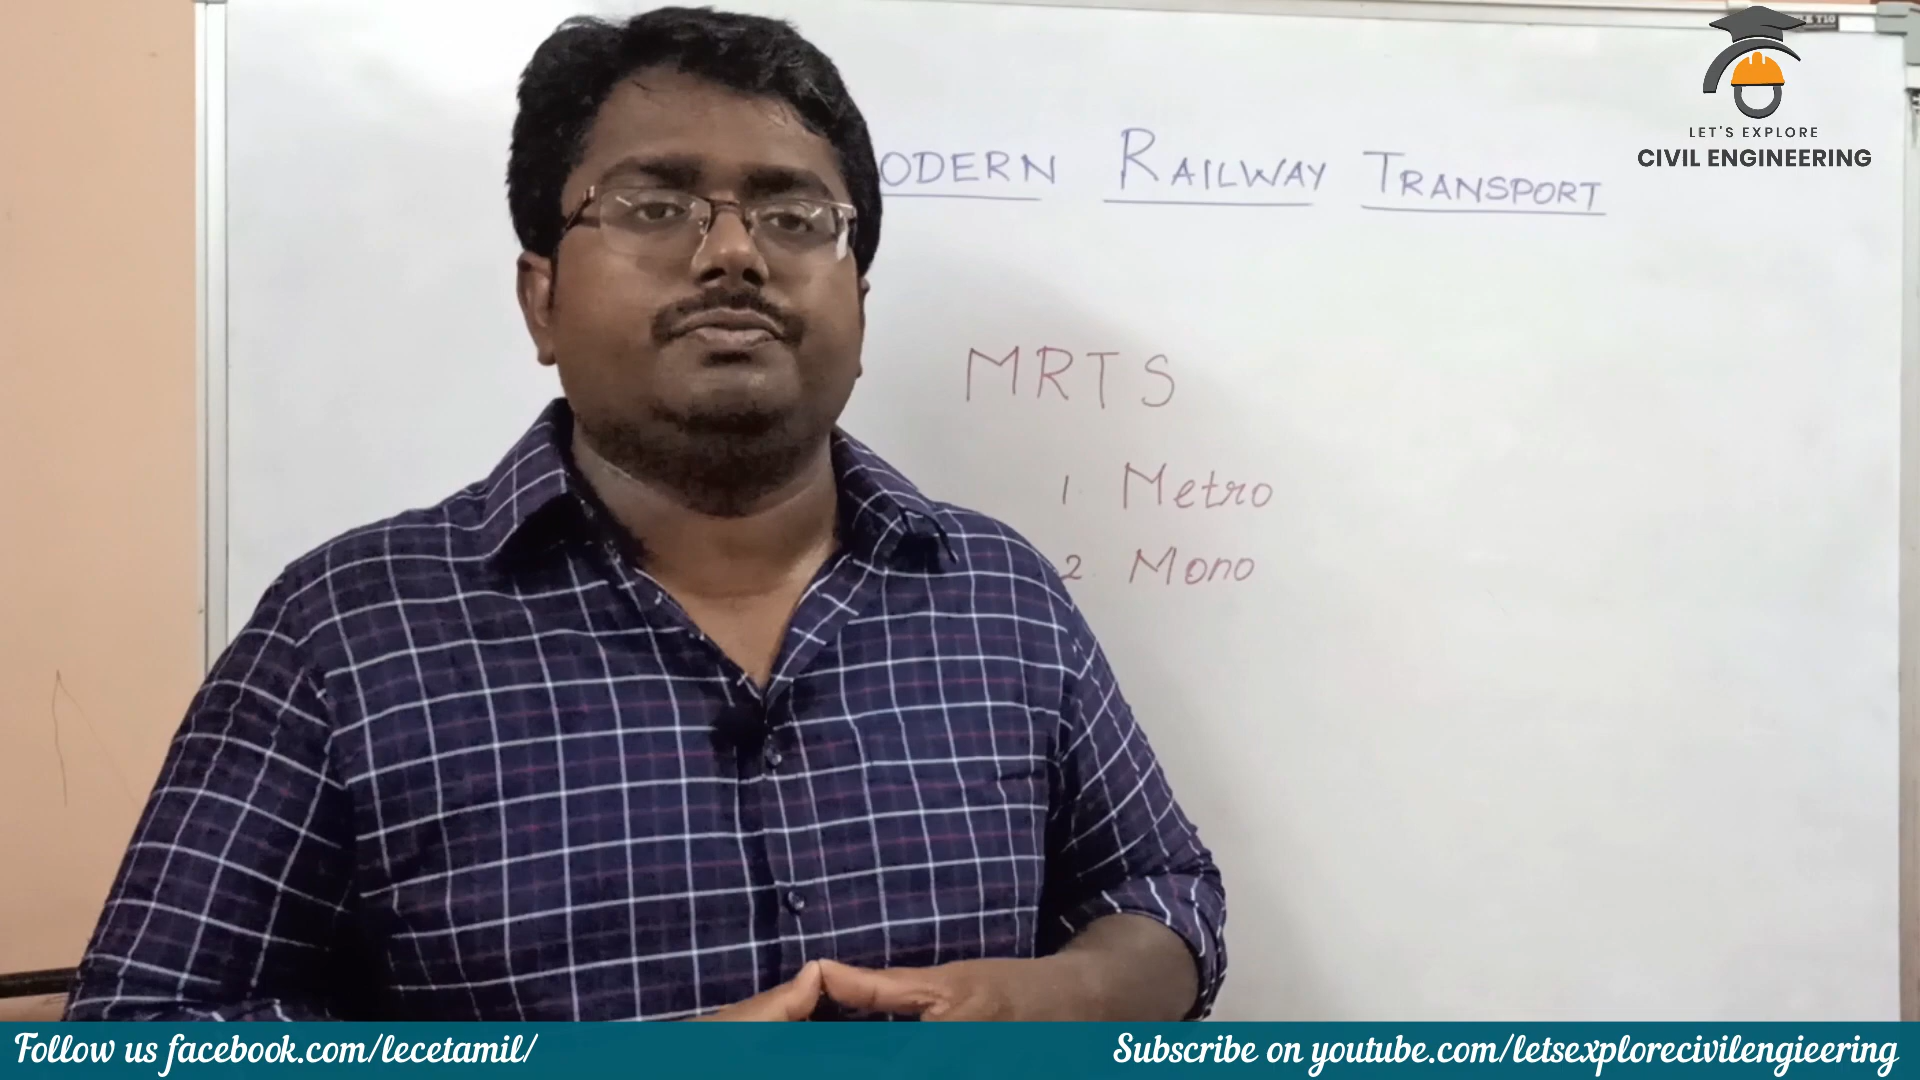 LET'S EXPLORE
CIVIL ENGINEERING
ODERN RAILWAY TRANSPORT
MRTS
1. Metro
2. Mono
Follow us facebook.com/lecetamil/
Subscribe on youtube.com/letsexplorecivilengieering